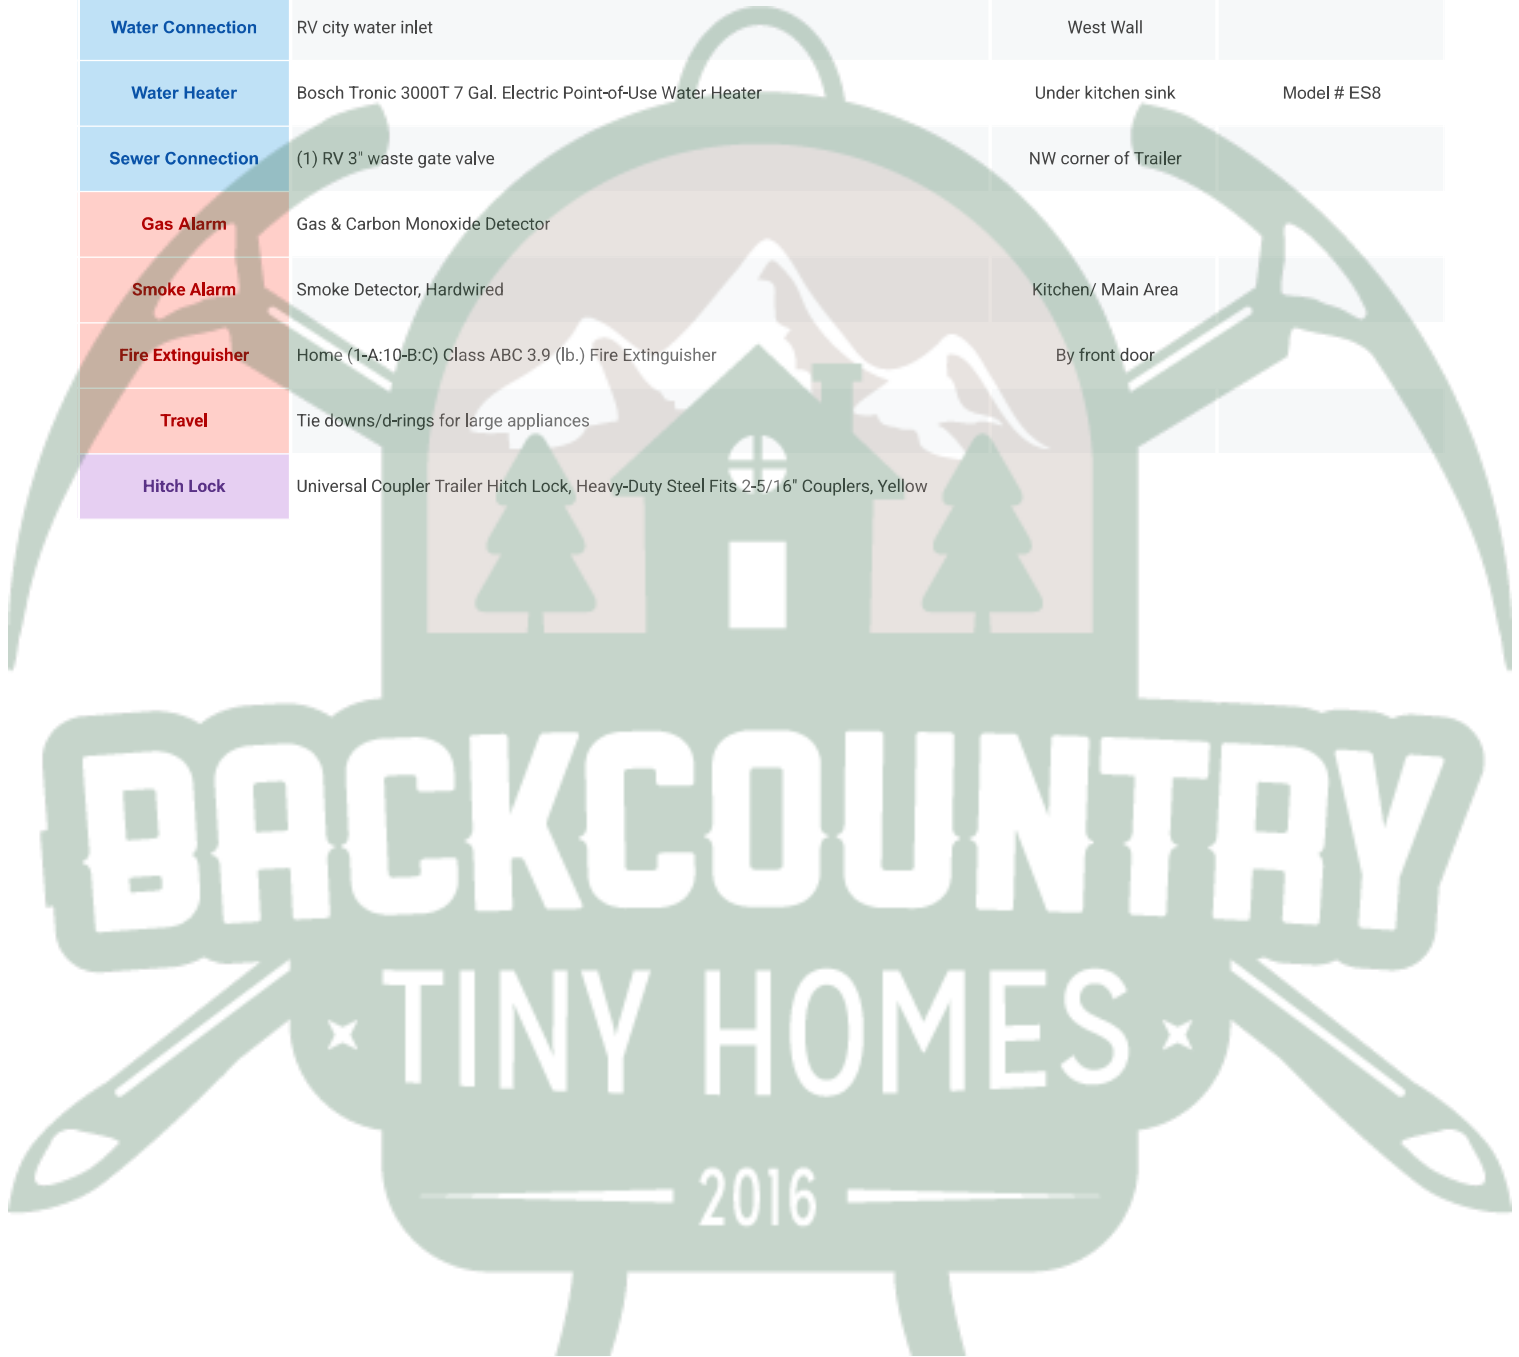 Water Connection RV city water inlet West Wall
Water Heater Bosch Tronic 3000T 7 Gal. Electric Point-of-Use Water Heater Under kitchen sink Model # ES8
Sewer Connection (1) RV 3" waste gate valve NW corner of Trailer
Gas Alarm Gas & Carbon Monoxide Detector
Smoke Alarm Smoke Detector, Hardwired Kitchen/ Main Area
Fire Extinguisher Home (1-A:10-B:C) Class ABC 3.9 (lb.) Fire Extinguisher By front door
Travel Tie downs/d-rings for large appliances
Hitch Lock Universal Coupler Trailer Hitch Lock, Heavy-Duty Steel Fits 2-5/16" Couplers, Yellow
BACKCOUNTRY
TINY HOMES
2016